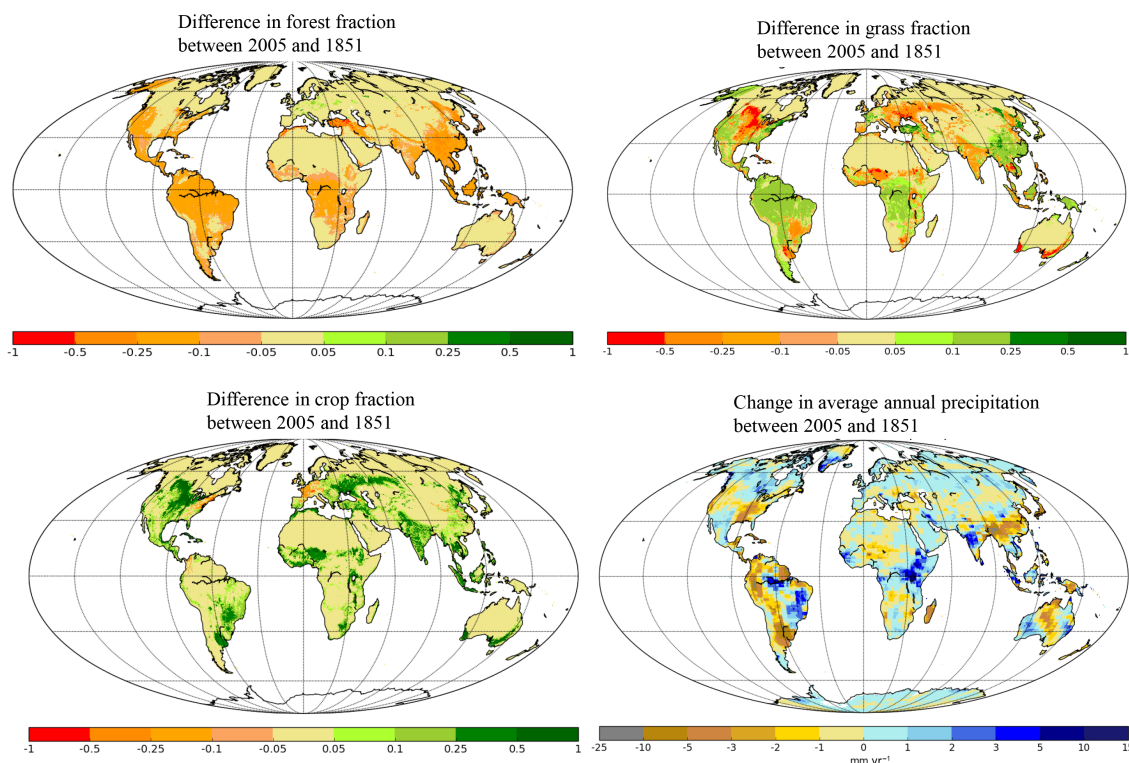 Difference in forest fraction
between 2005 and 1851
-1 -0.5 -0.25 -0.1 -0.05 0.05 0.1 0.25 0.5 1
Difference in grass fraction
between 2005 and 1851
-1 -0.5 -0.25 -0.1 -0.05 0.05 0.1 0.25 0.5 1
Difference in crop fraction
between 2005 and 1851
-1 -0.5 -0.25 -0.1 -0.05 0.05 0.1 0.25 0.5 1
Change in average annual precipitation
between 2005 and 1851
-25 -10 -5 -3 -2 -1 0 1 2 3 5 10 15
mm yr⁻¹